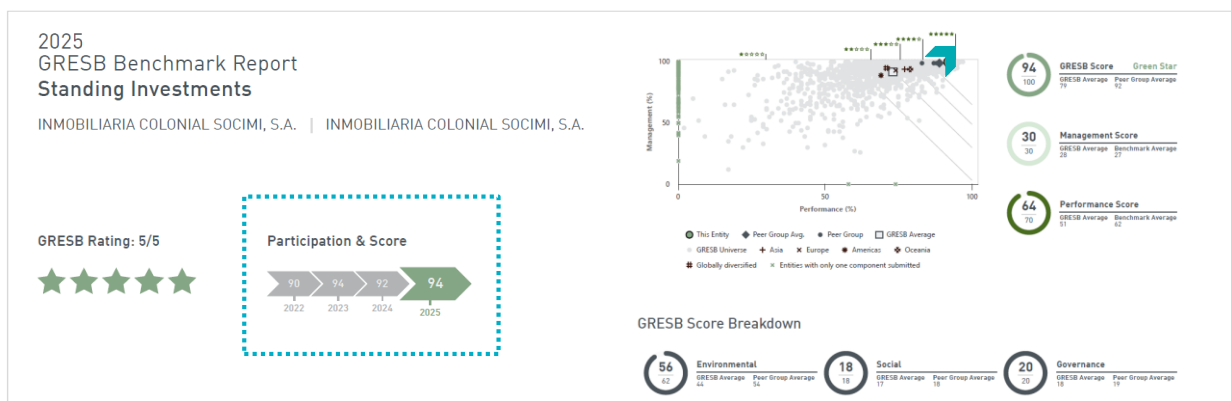 2025
GRESB Benchmark Report
Standing Investments
INMOBILIARIA COLONIAL SOCIMI, S.A. | INMOBILIARIA COLONIAL SOCIMI, S.A.
GRESB Rating: 5/5
Participation & Score
90 94 92 94
2022 2023 2024 2025
Management (%)
100
50
0
0 50 100
Performance (%)
This Entity Peer Group Avg. Peer Group GRESB Average
GRESB Universe Asia Europe Americas Oceania
Globally diversified Entities with only one component submitted
94
100
GRESB Score Green Star
GRESB Average Peer Group Average
79 92
30
30
Management Score
GRESB Average Benchmark Average
28 27
64
70
Performance Score
GRESB Average Benchmark Average
51 62
GRESB Score Breakdown
56
62
Environmental
GRESB Average Peer Group Average
44 54
18
18
Social
GRESB Average Peer Group Average
17 18
20
20
Governance
GRESB Average Peer Group Average
18 19